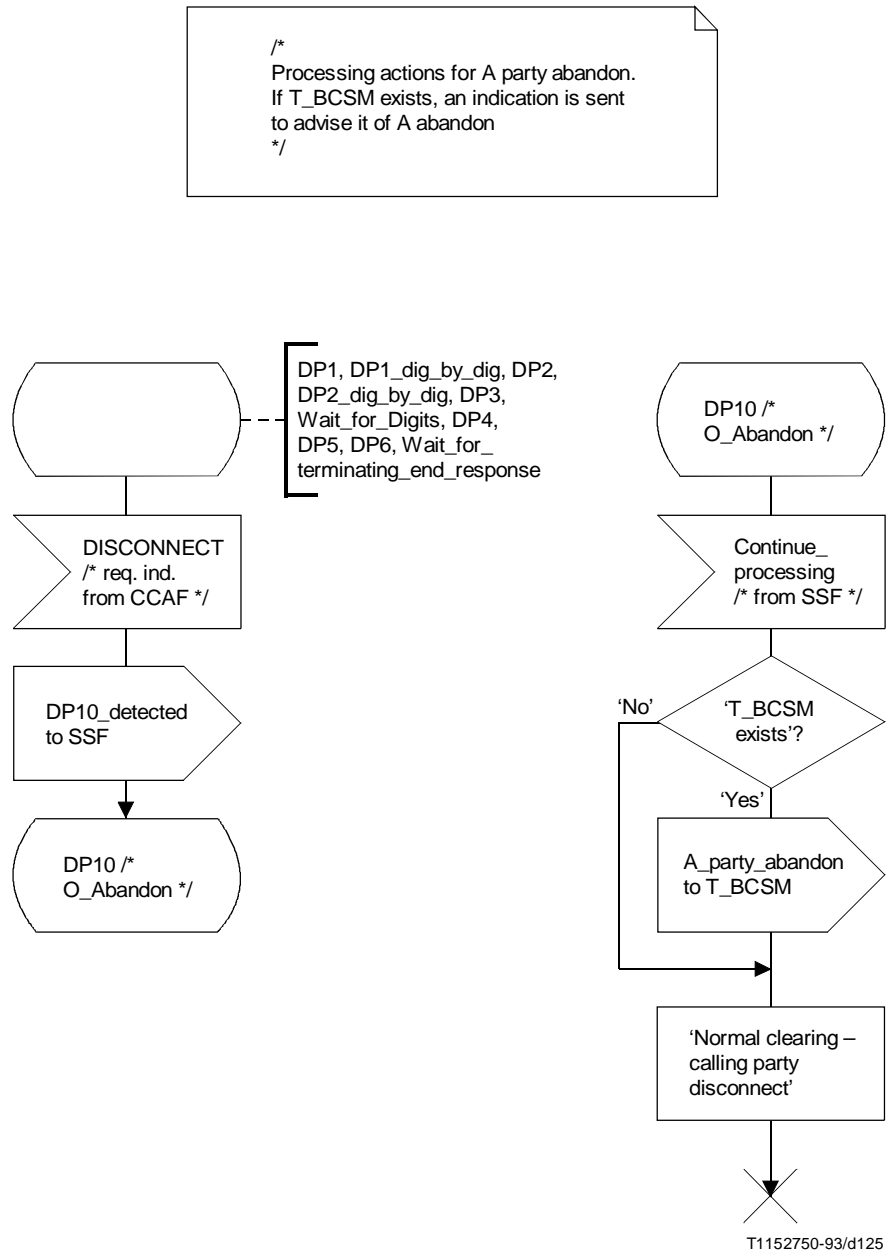 /*
Processing actions for A party abandon.
If T_BCSM exists, an indication is sent
to advise it of A abandon
*/
DP1, DP1_dig_by_dig, DP2,
DP2_dig_by_dig, DP3,
Wait_for_Digits, DP4,
DP5, DP6, Wait_for_
terminating_end_response
DISCONNECT
/* req. ind.
from CCAF */
DP10_detected
to SSF
DP10 /*
O_Abandon */
DP10 /*
O_Abandon */
Continue_
processing
/* from SSF */
‘No’
‘T_BCSM
exists’?
‘Yes’
A_party_abandon
to T_BCSM
‘Normal clearing –
calling party
disconnect’
T1152750-93/d125